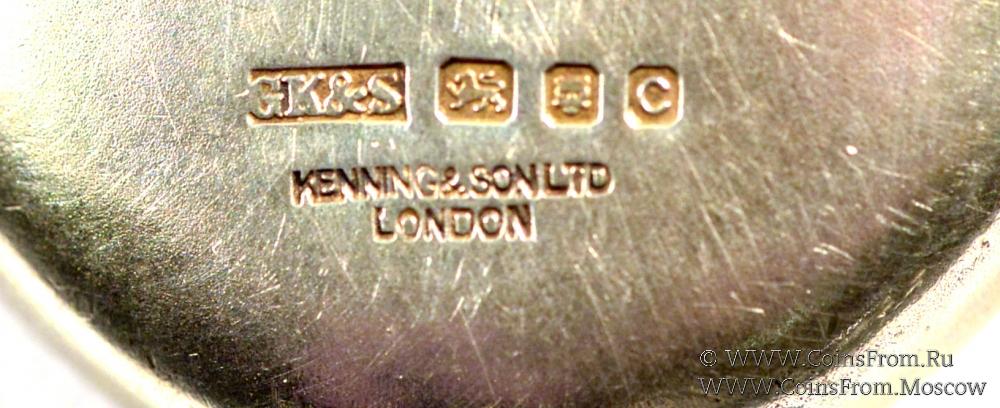 GK&S C
KENNING & SON LTD
LONDON
© WWW.CoinsFrom.Ru
WWW.CoinsFrom.Moscow